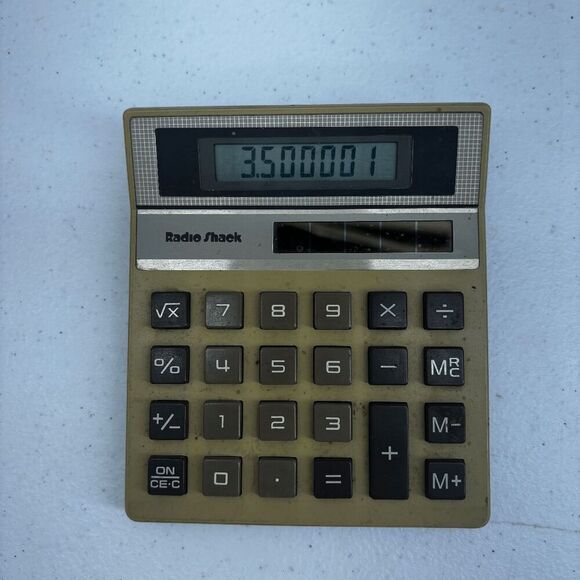 3.500001
Radio Shack
√x 7 8 9 × ÷
% 4 5 6 − MRC
+/− 1 2 3 M−
ON
CE·C 0 · = + M+